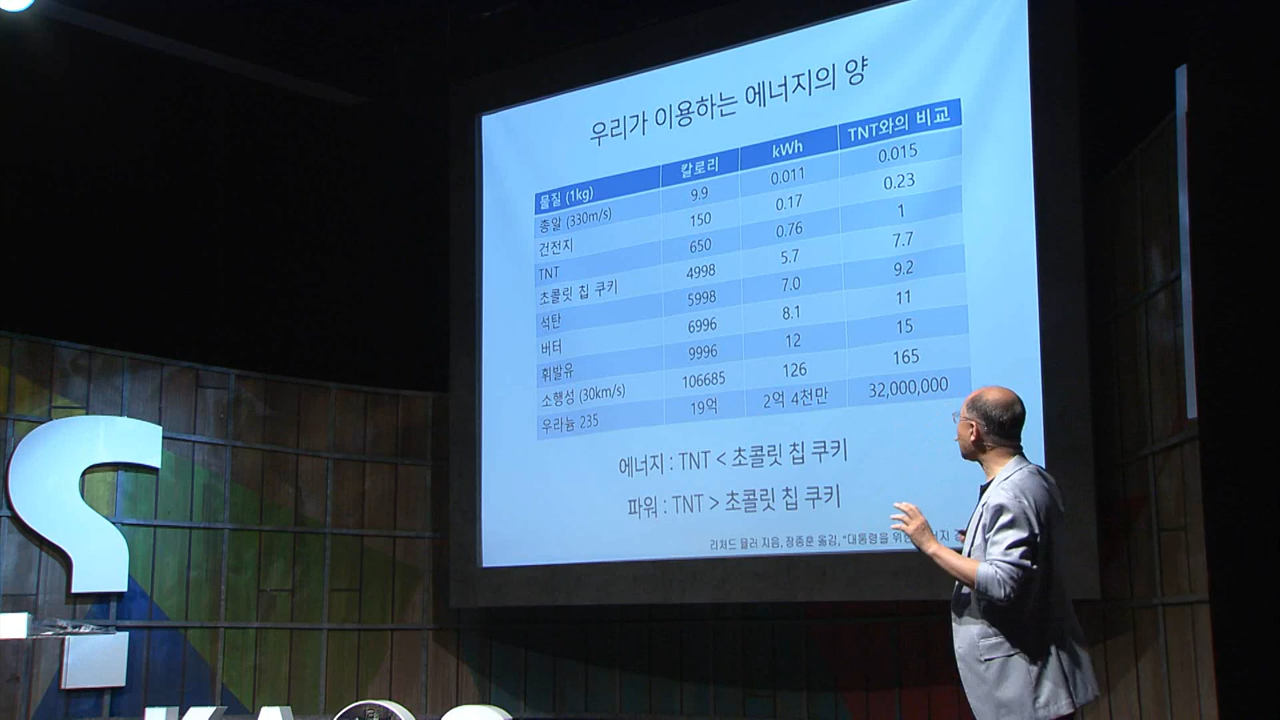 우리가 이용하는 에너지의 양
물질 (1kg) 칼로리 kWh TNT와의 비교
총알 (330m/s) 9.9 0.011 0.015
건전지 150 0.17 0.23
TNT 650 0.76 1
초콜릿 칩 쿠키 4998 5.7 7.7
석탄 5998 7.0 9.2
버터 6996 8.1 11
휘발유 9996 12 15
소행성 (30km/s) 106685 126 165
우라늄 235 19억 2억 4천만 32,000,000
에너지 : TNT < 초콜릿 칩 쿠키
파워 : TNT > 초콜릿 칩 쿠키
리처드 뮬러 지음, 장종훈 옮김, "대통령을 위한
?
KAOS